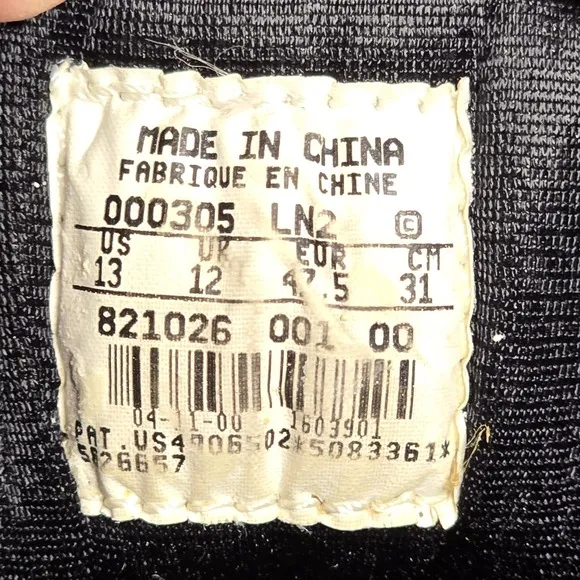 MADE IN CHINA
FABRIQUE EN CHINE
000305 LN2 ©
US UK EUR CM
13 12 47.5 31
821026 001 00
04-11-00 1603901
PAT.US4906502*5083361*
5826657